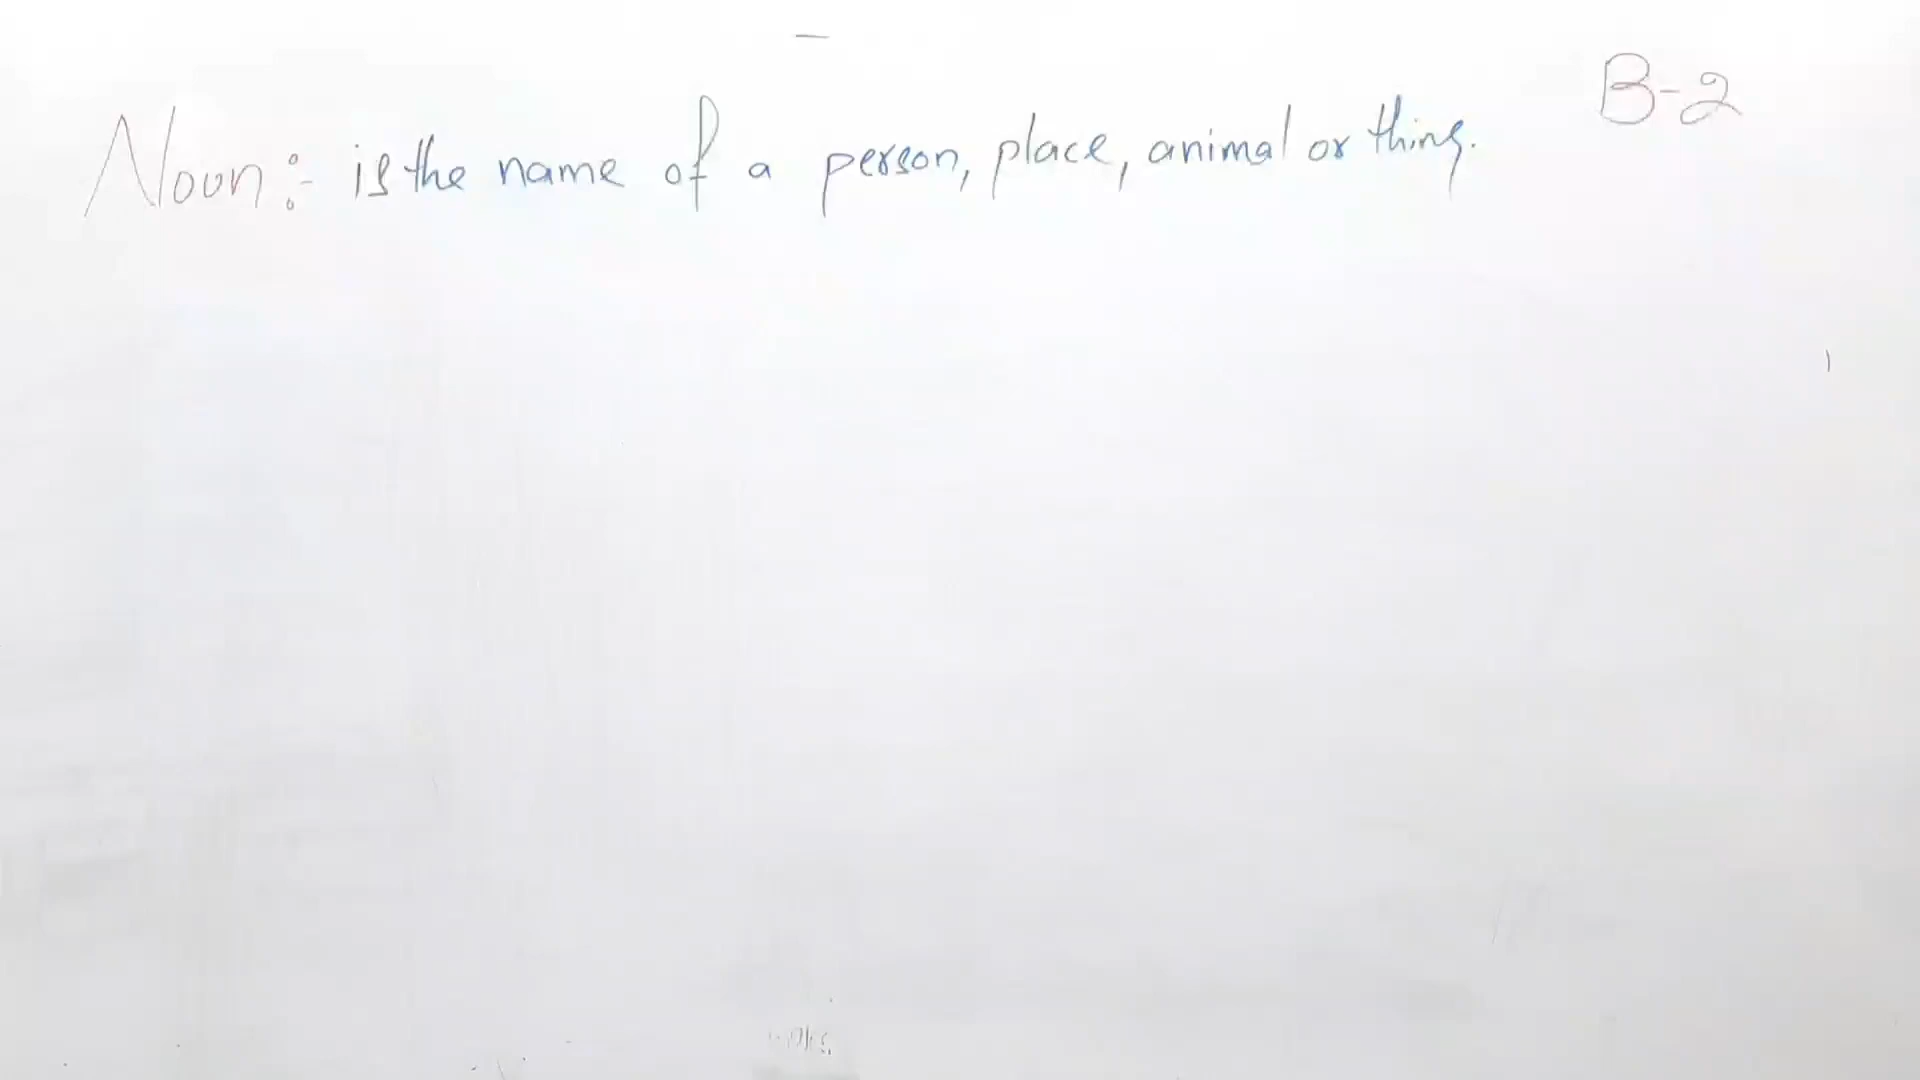 B-2
Noun:- is the name of a person, place, animal or thing.